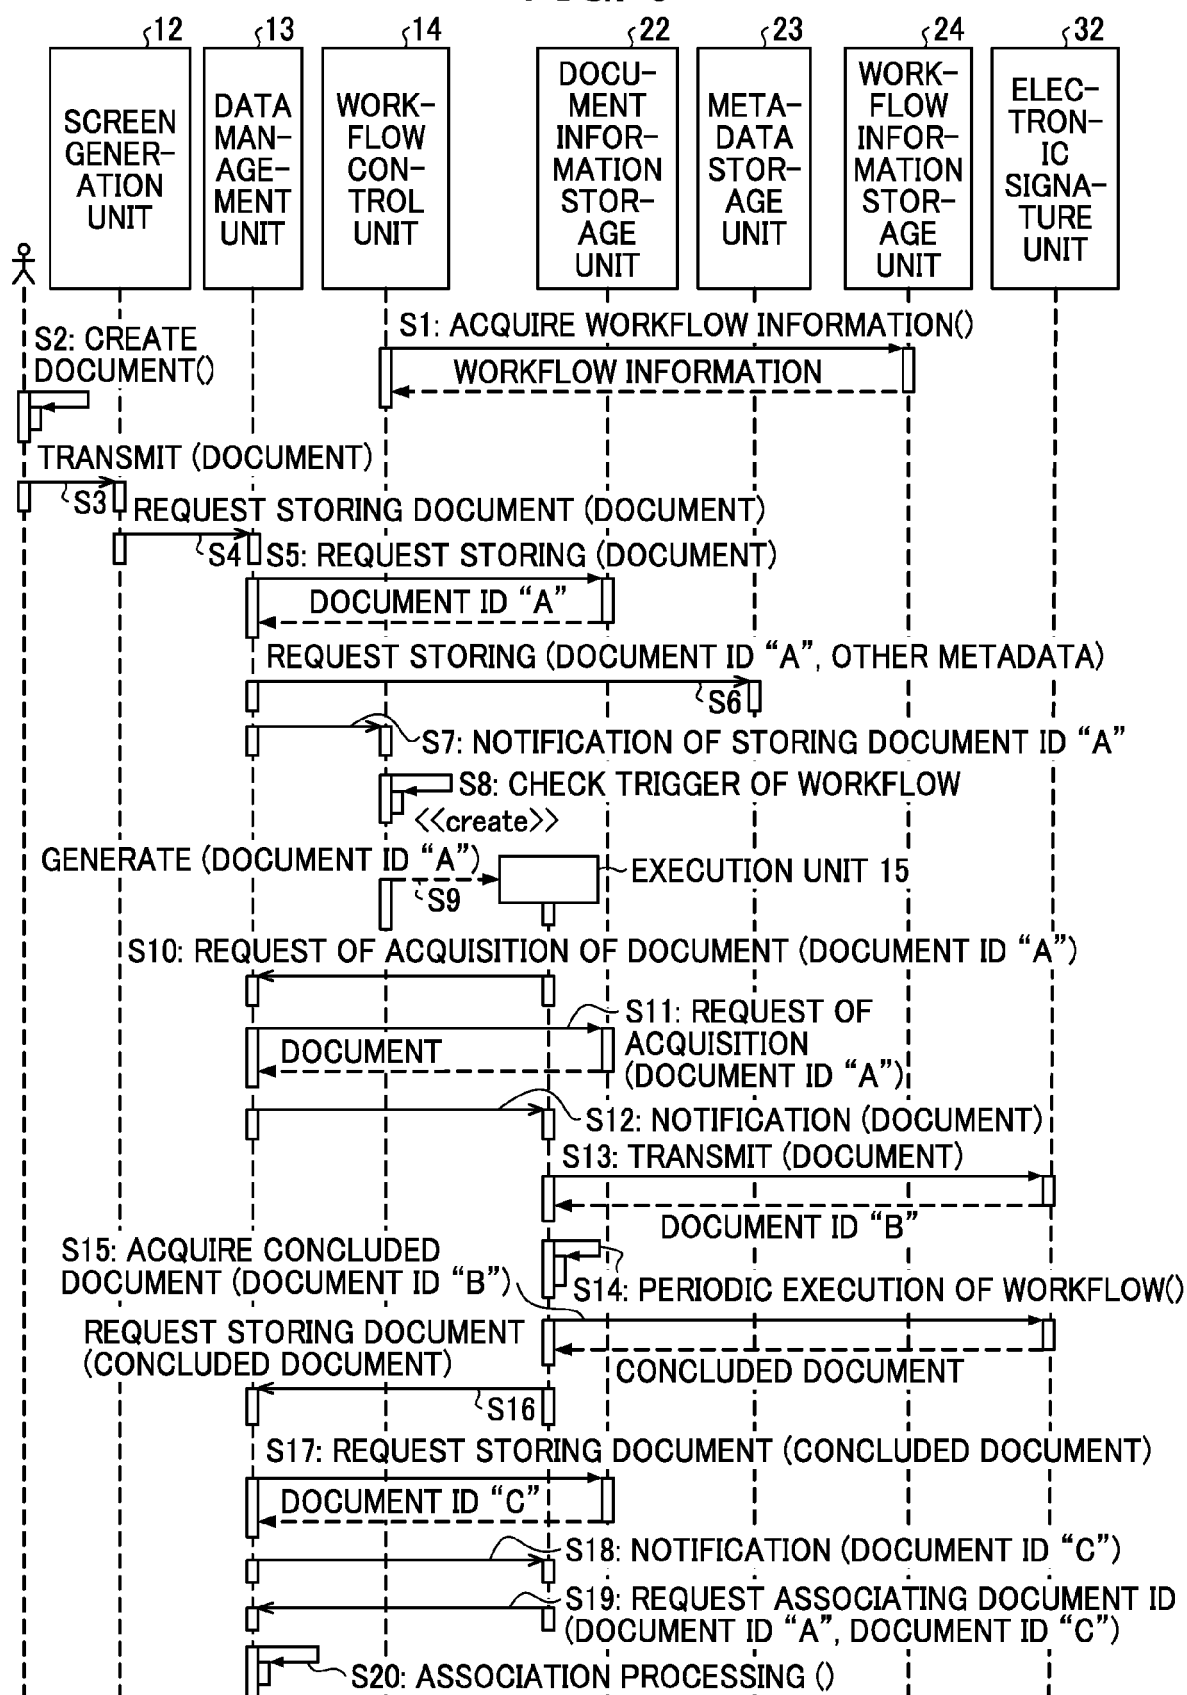 12
13
14
22
23
24
32
SCREEN
GENER-
ATION
UNIT
DATA
MAN-
AGE-
MENT
UNIT
WORK-
FLOW
CON-
TROL
UNIT
DOCU-
MENT
INFOR-
MATION
STOR-
AGE
UNIT
META-
DATA
STOR-
AGE
UNIT
WORK-
FLOW
INFOR-
MATION
STOR-
AGE
UNIT
ELEC-
TRON-
IC
SIGNA-
TURE
UNIT
S1: ACQUIRE WORKFLOW INFORMATION()
WORKFLOW INFORMATION
S2: CREATE
DOCUMENT()
TRANSMIT (DOCUMENT)
S3
REQUEST STORING DOCUMENT (DOCUMENT)
S4
S5: REQUEST STORING (DOCUMENT)
DOCUMENT ID “A”
REQUEST STORING (DOCUMENT ID “A”, OTHER METADATA)
S6
S7: NOTIFICATION OF STORING DOCUMENT ID “A”
S8: CHECK TRIGGER OF WORKFLOW
<<create>>
GENERATE (DOCUMENT ID “A”)
S9
EXECUTION UNIT 15
S10: REQUEST OF ACQUISITION OF DOCUMENT (DOCUMENT ID “A”)
S11: REQUEST OF
ACQUISITION
(DOCUMENT ID “A”)
DOCUMENT
S12: NOTIFICATION (DOCUMENT)
S13: TRANSMIT (DOCUMENT)
DOCUMENT ID “B”
S14: PERIODIC EXECUTION OF WORKFLOW()
S15: ACQUIRE CONCLUDED
DOCUMENT (DOCUMENT ID “B”)
CONCLUDED DOCUMENT
REQUEST STORING DOCUMENT
(CONCLUDED DOCUMENT)
S16
S17: REQUEST STORING DOCUMENT (CONCLUDED DOCUMENT)
DOCUMENT ID “C”
S18: NOTIFICATION (DOCUMENT ID “C”)
S19: REQUEST ASSOCIATING DOCUMENT ID
(DOCUMENT ID “A”, DOCUMENT ID “C”)
S20: ASSOCIATION PROCESSING ()